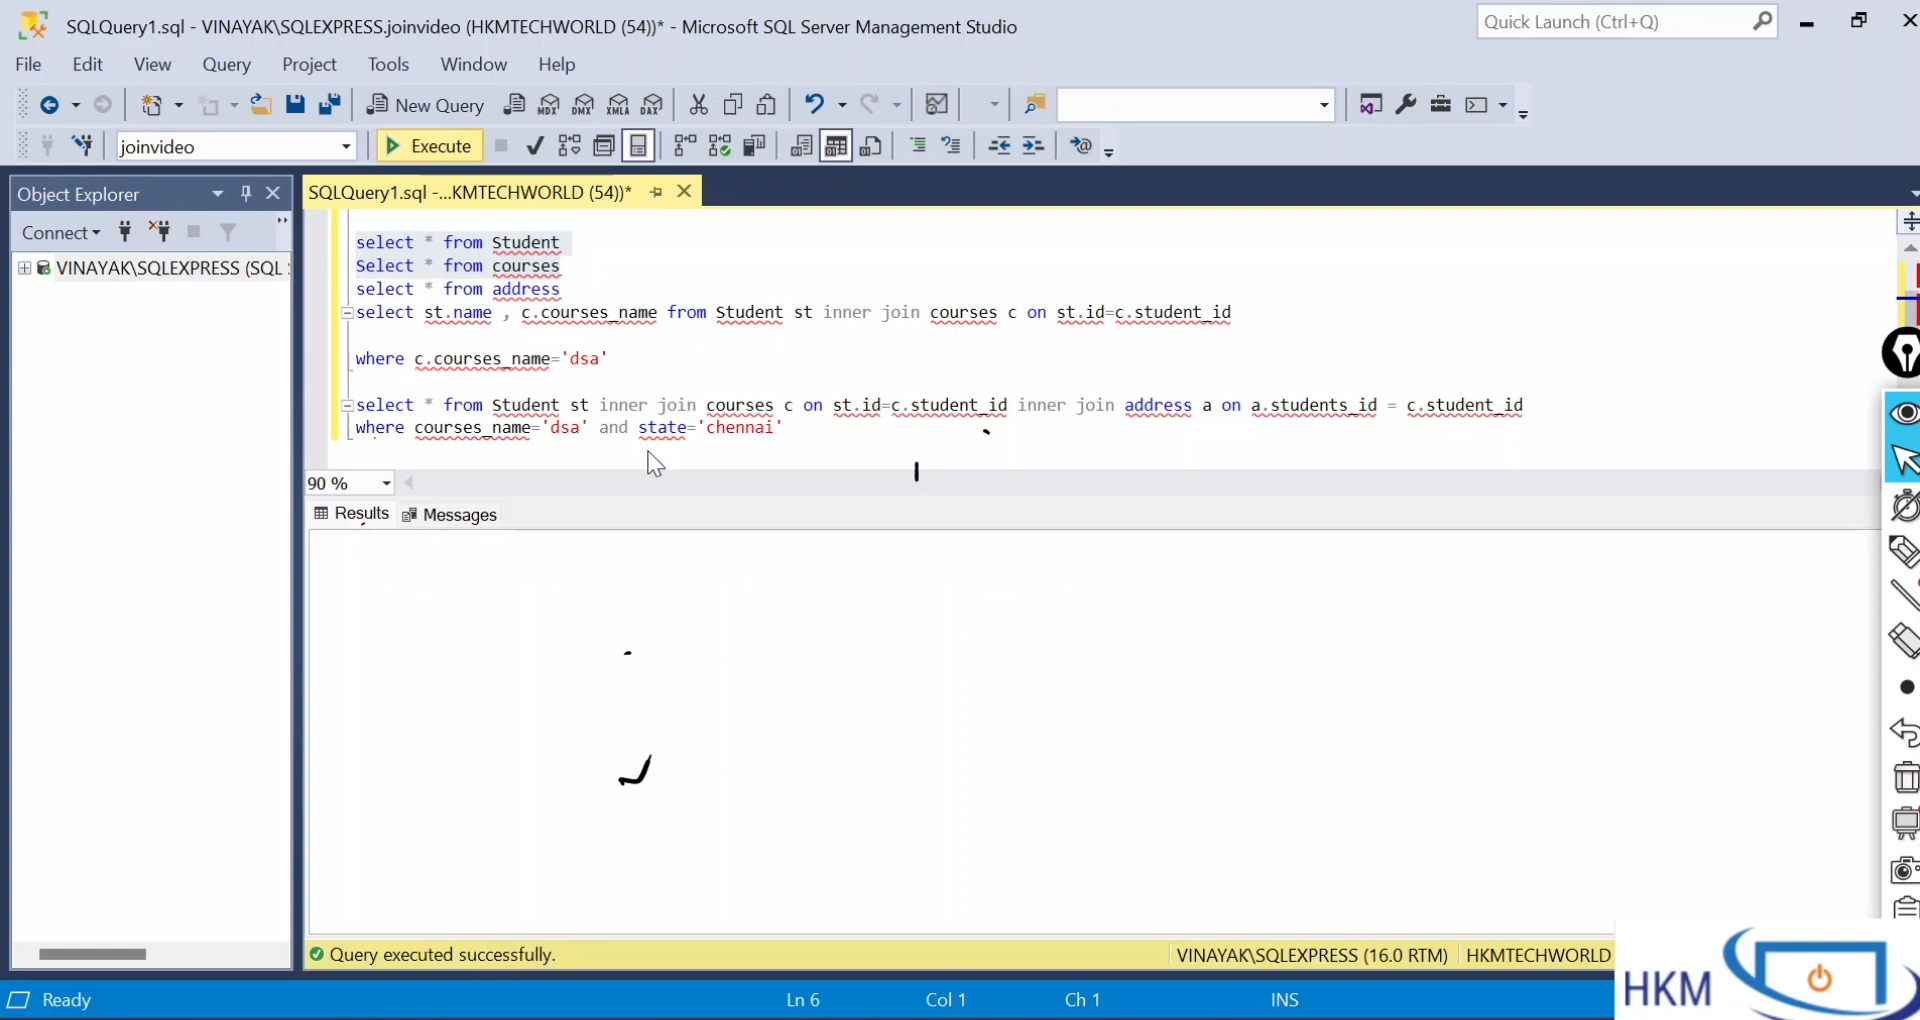 SQLQuery1.sql - VINAYAK\SQLEXPRESS.joinvideo (HKMTECHWORLD (54))* - Microsoft SQL Server Management Studio
Quick Launch (Ctrl+Q)
File Edit View Query Project Tools Window Help
New Query MDX DMX XMLA DAX
joinvideo Execute
Object Explorer
SQLQuery1.sql -...KMTECHWORLD (54))*
Connect
VINAYAK\SQLEXPRESS (SQL
select * from Student
Select * from courses
select * from address
select st.name , c.courses_name from Student st inner join courses c on st.id=c.student_id
where c.courses_name='dsa'
select * from Student st inner join courses c on st.id=c.student_id inner join address a on a.students_id = c.student_id
where courses_name='dsa' and state='chennai'
90 %
Results Messages
Query executed successfully.
VINAYAK\SQLEXPRESS (16.0 RTM) HKMTECHWORLD
Ready Ln 6 Col 1 Ch 1 INS
HKM